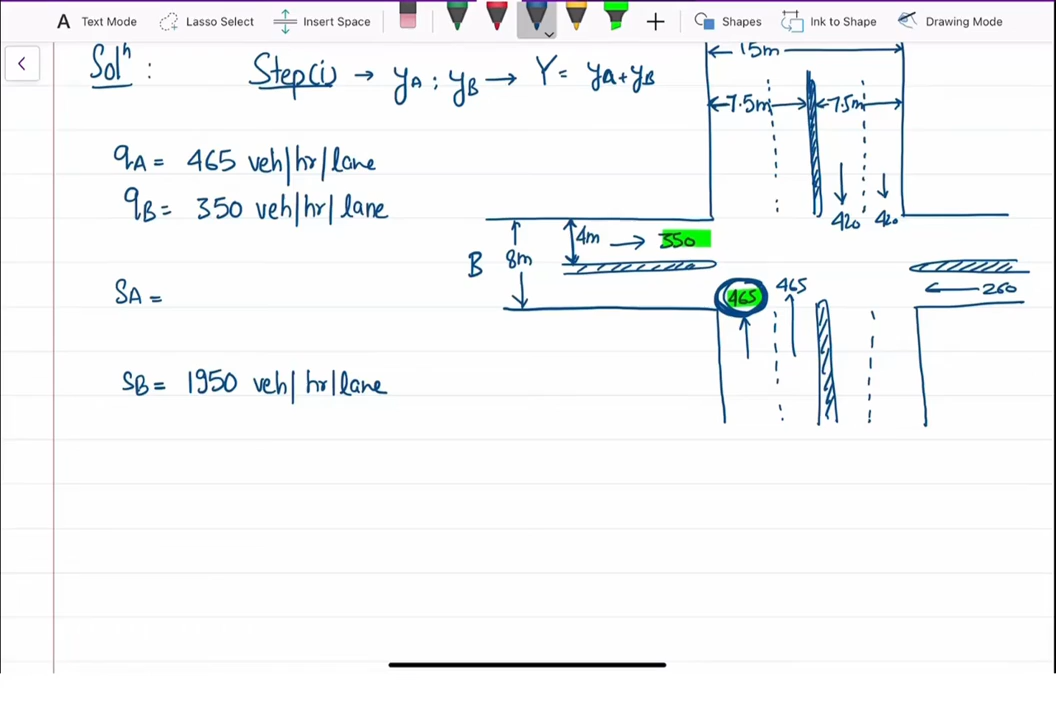 A Text Mode Lasso Select Insert Space Shapes Ink to Shape Drawing Mode
Solⁿ : Step(i) → yA ; yB → Y = yA + yB
qA = 465 veh/hr/lane
qB = 350 veh/hr/lane
SA =
SB = 1950 veh/hr/lane
15m
7.5m 7.5m
420 420
4m → 350
B 8m
465 465
260